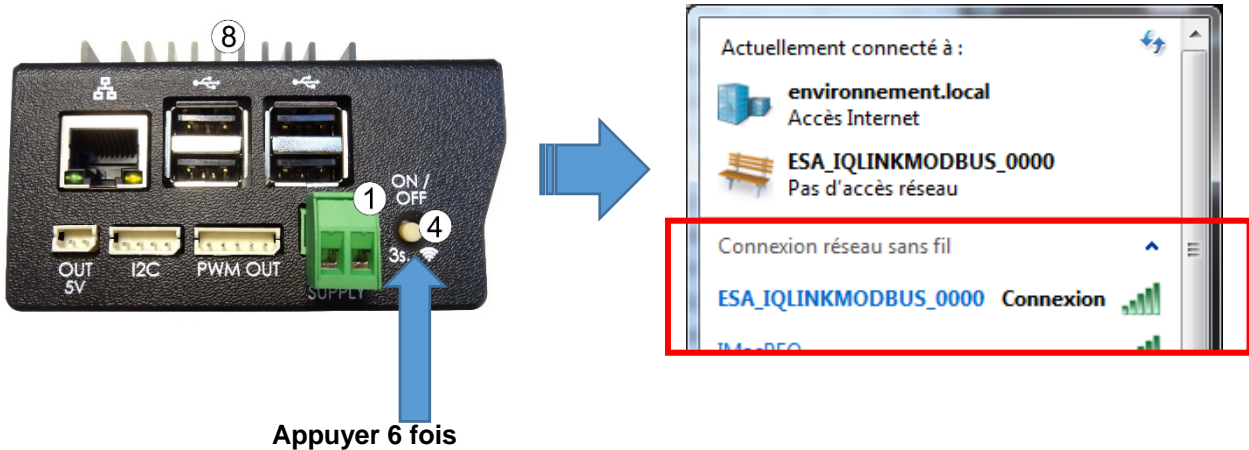 8
ON /
OFF
1
4
3s.
OUT
5V
I2C
PWM OUT
SUPPLY
Appuyer 6 fois
Actuellement connecté à :
environnement.local
Accès Internet
ESA_IQLINKMODBUS_0000
Pas d'accès réseau
Connexion réseau sans fil
ESA_IQLINKMODBUS_0000 Connexion